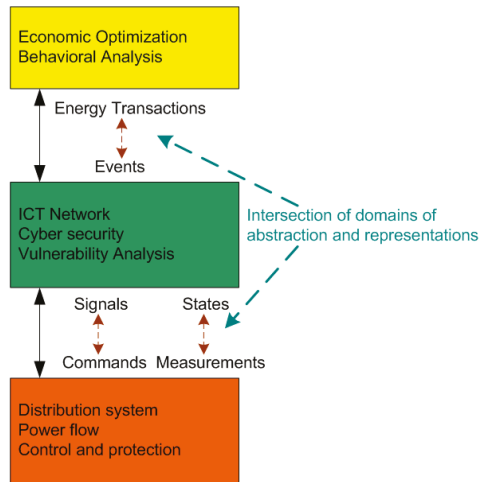 Economic Optimization
Behavioral Analysis
Energy Transactions
Events
Intersection of domains of
abstraction and representations
ICT Network
Cyber security
Vulnerability Analysis
Signals States
Commands Measurements
Distribution system
Power flow
Control and protection